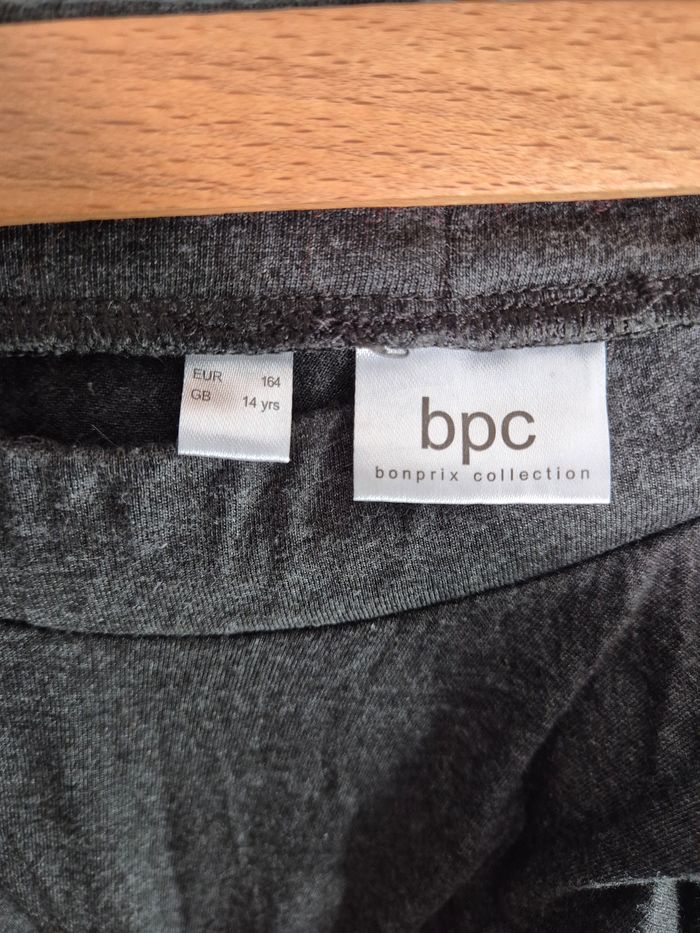 EUR 164
GB 14 yrs
bpc
bonprix collection